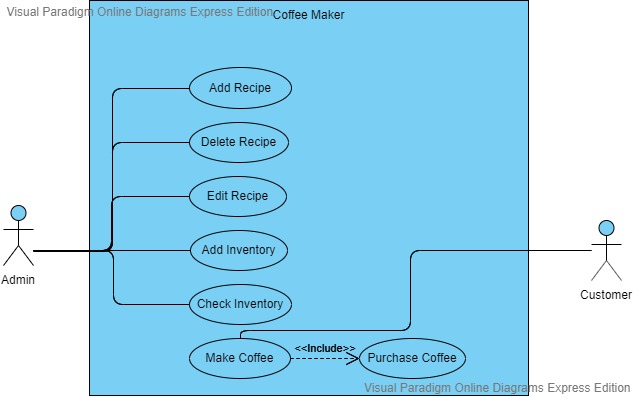 Visual Paradigm Online Diagrams Express Edition
Coffee Maker
Add Recipe
Delete Recipe
Edit Recipe
Add Inventory
Admin
Customer
Check Inventory
<<Include>>
Make Coffee
Purchase Coffee
Visual Paradigm Online Diagrams Express Edition